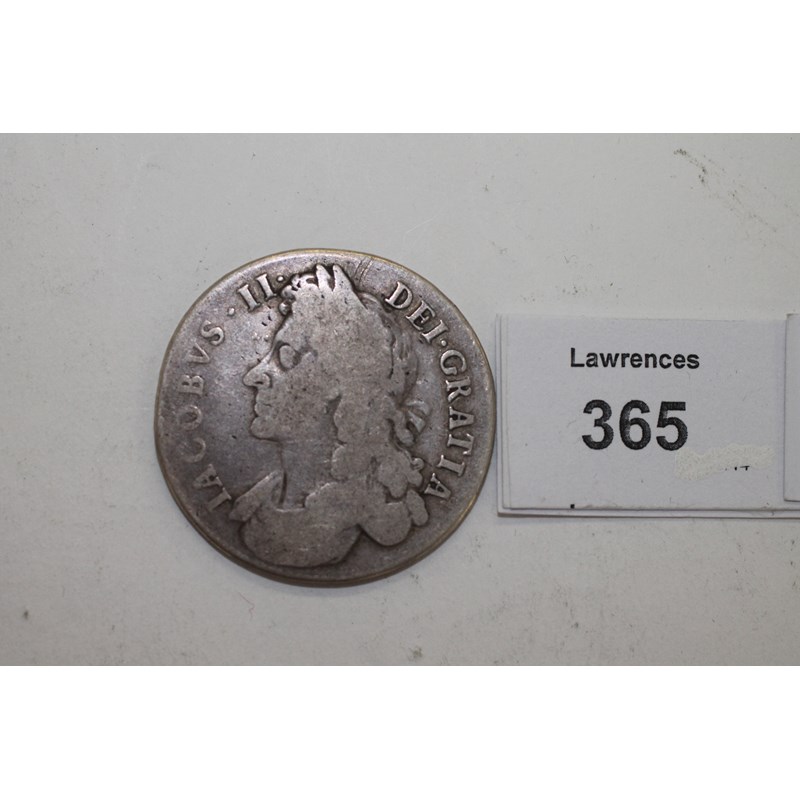 IACOBVS · II · DEI · GRATIA
Lawrences
365